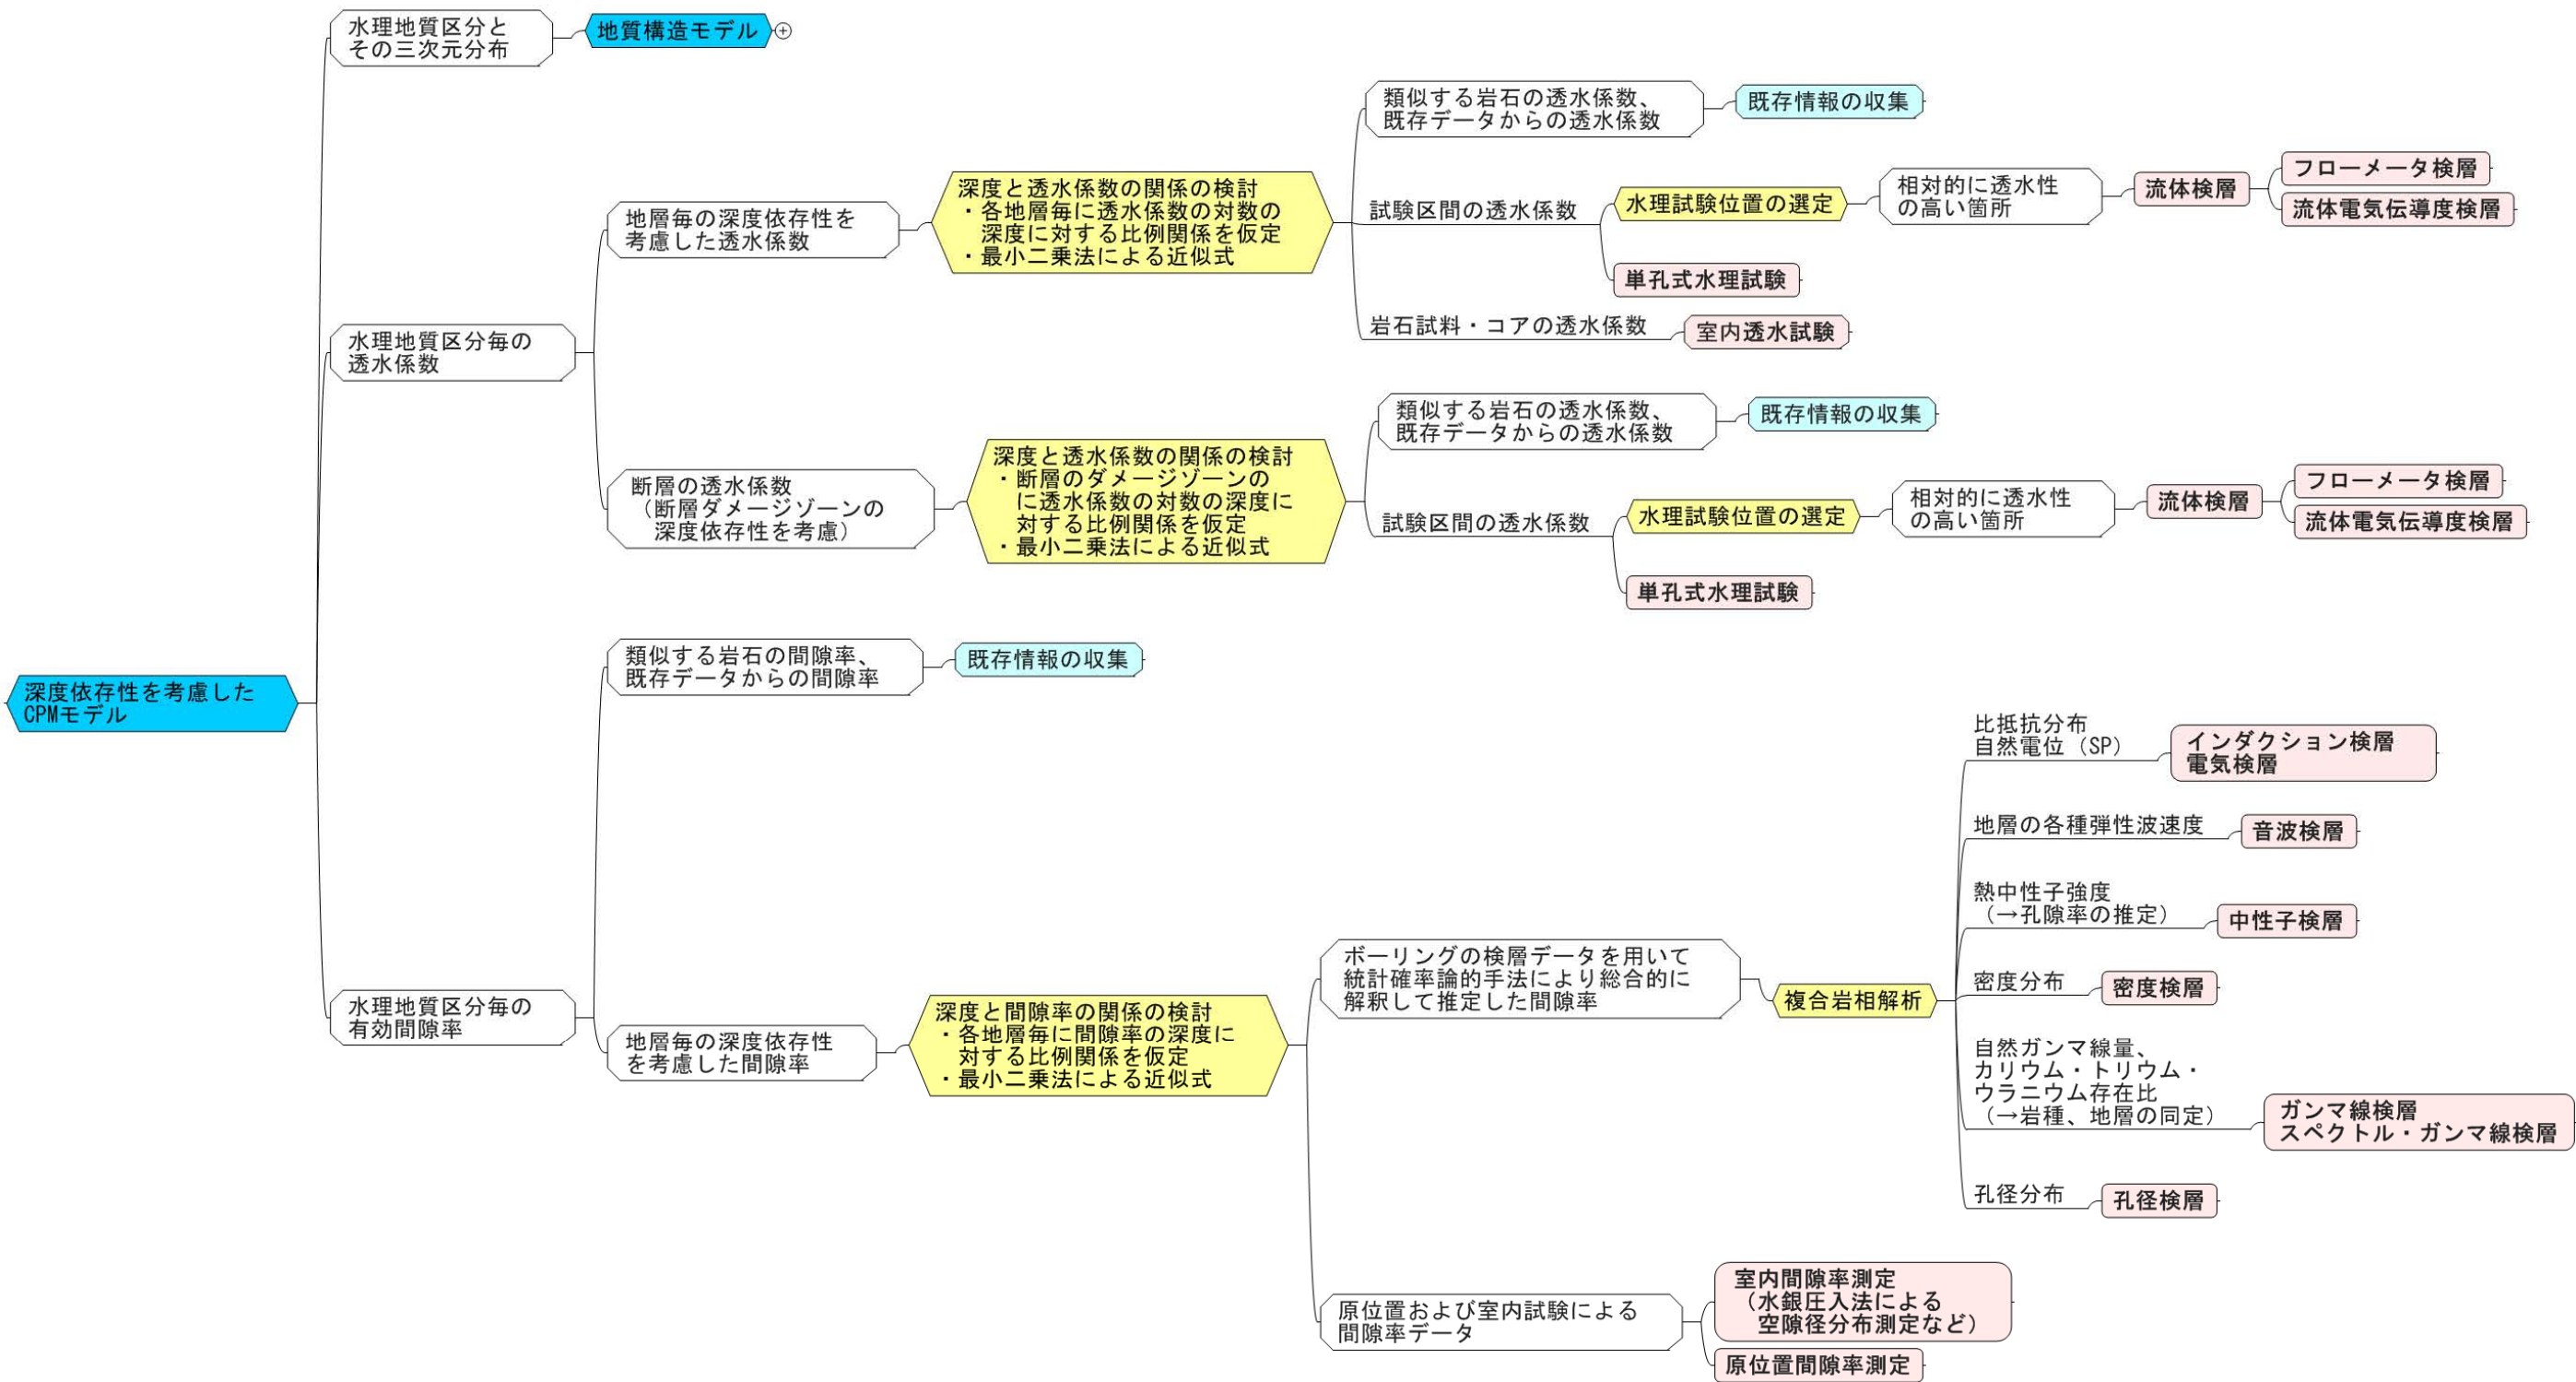 水理地質区分と
その三次元分布
地質構造モデル
類似する岩石の透水係数、
既存データからの透水係数
既存情報の収集
深度と透水係数の関係の検討
・各地層毎に透水係数の対数の
深度に対する比例関係を仮定
・最小二乗法による近似式
地層毎の深度依存性を
考慮した透水係数
試験区間の透水係数
水理試験位置の選定
相対的に透水性
の高い箇所
流体検層
フローメータ検層
流体電気伝導度検層
単孔式水理試験
岩石試料・コアの透水係数
室内透水試験
水理地質区分毎の
透水係数
類似する岩石の透水係数、
既存データからの透水係数
既存情報の収集
断層の透水係数
（断層ダメージゾーンの
深度依存性を考慮）
深度と透水係数の関係の検討
・断層のダメージゾーンの
に透水係数の対数の深度に
対する比例関係を仮定
・最小二乗法による近似式
試験区間の透水係数
水理試験位置の選定
相対的に透水性
の高い箇所
流体検層
フローメータ検層
流体電気伝導度検層
単孔式水理試験
深度依存性を考慮した
CPMモデル
類似する岩石の間隙率、
既存データからの間隙率
既存情報の収集
水理地質区分毎の
有効間隙率
地層毎の深度依存性
を考慮した間隙率
深度と間隙率の関係の検討
・各地層毎に間隙率の深度に
対する比例関係を仮定
・最小二乗法による近似式
ボーリングの検層データを用いて
統計確率論的手法により総合的に
解釈して推定した間隙率
複合岩相解析
比抵抗分布
自然電位（SP）
インダクション検層
電気検層
地層の各種弾性波速度
音波検層
熱中性子強度
（→孔隙率の推定）
中性子検層
密度分布
密度検層
自然ガンマ線量、
カリウム・トリウム・
ウラニウム存在比
（→岩種、地層の同定）
ガンマ線検層
スペクトル・ガンマ線検層
孔径分布
孔径検層
原位置および室内試験による
間隙率データ
室内間隙率測定
（水銀圧入法による
空隙径分布測定など）
原位置間隙率測定